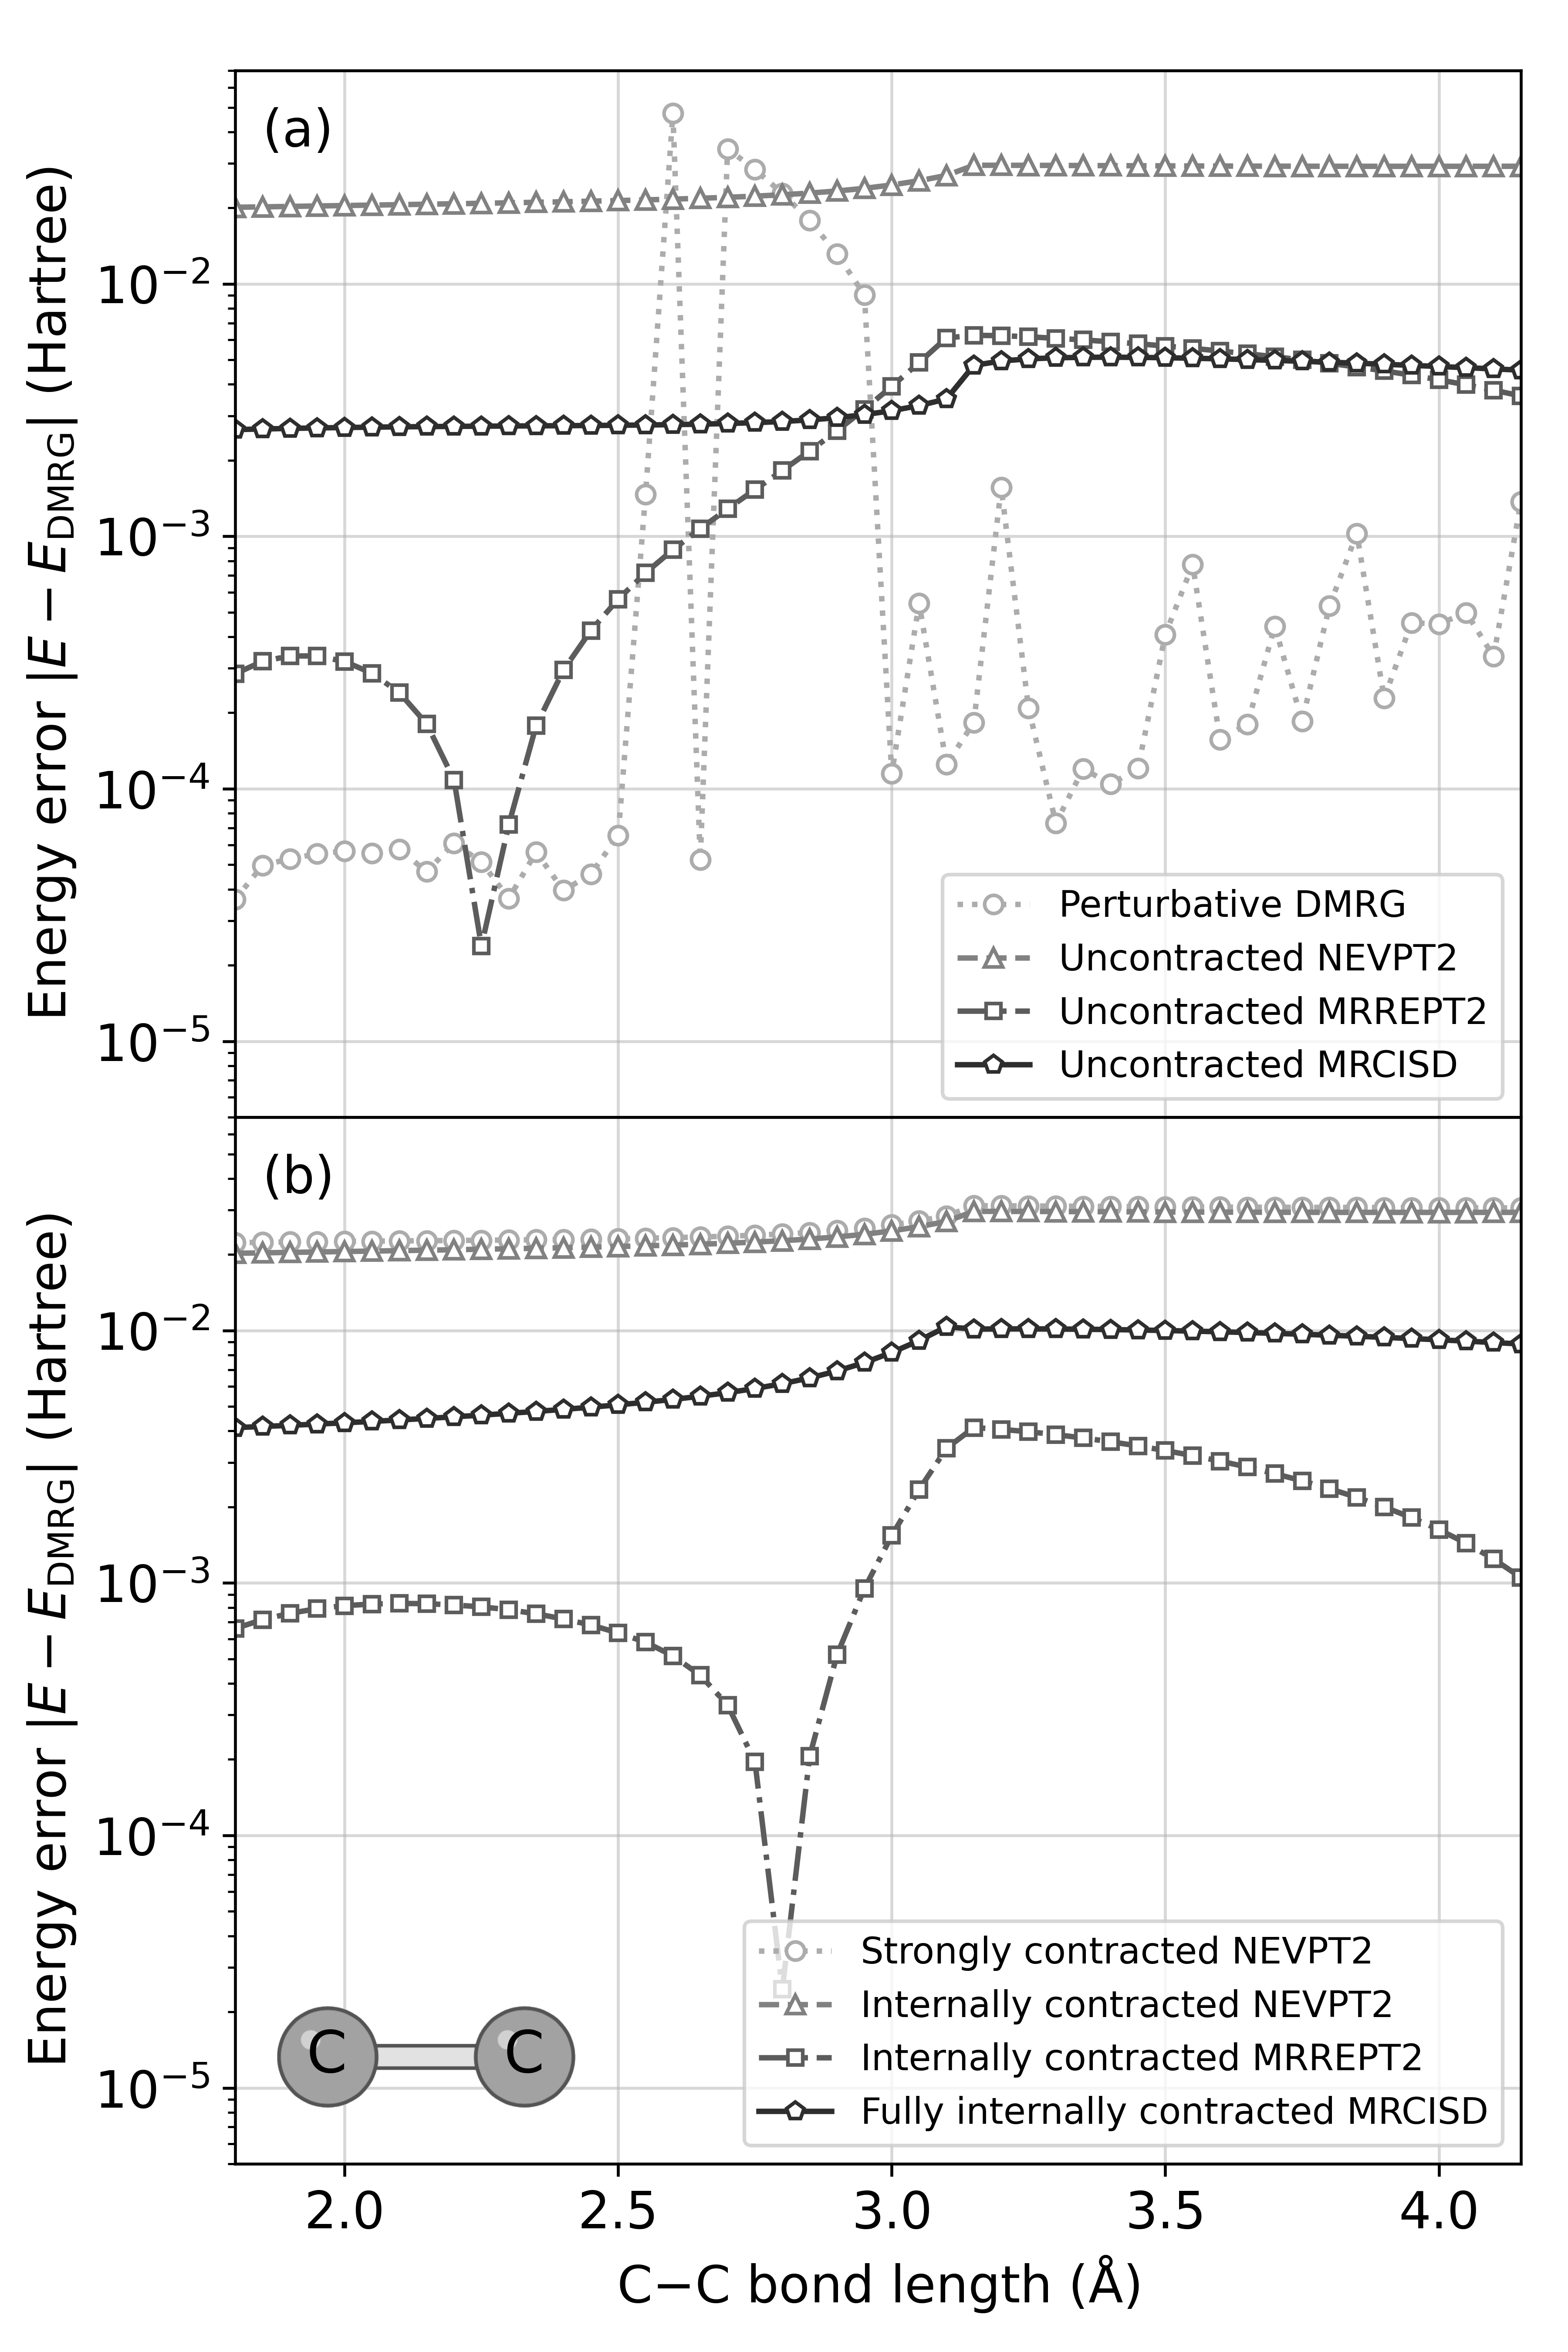 (a)
Energy error |E − E_DMRG| (Hartree)
10⁻²
10⁻³
10⁻⁴
10⁻⁵
Perturbative DMRG
Uncontracted NEVPT2
Uncontracted MRREPT2
Uncontracted MRCISD
(b)
Energy error |E − E_DMRG| (Hartree)
10⁻²
10⁻³
10⁻⁴
10⁻⁵
Strongly contracted NEVPT2
Internally contracted NEVPT2
Internally contracted MRREPT2
Fully internally contracted MRCISD
C C
2.0 2.5 3.0 3.5 4.0
C−C bond length (Å)